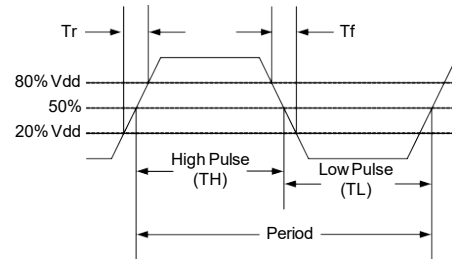 Tr
Tf
80% Vdd
50%
20% Vdd
High Pulse
(TH)
Low Pulse
(TL)
Period